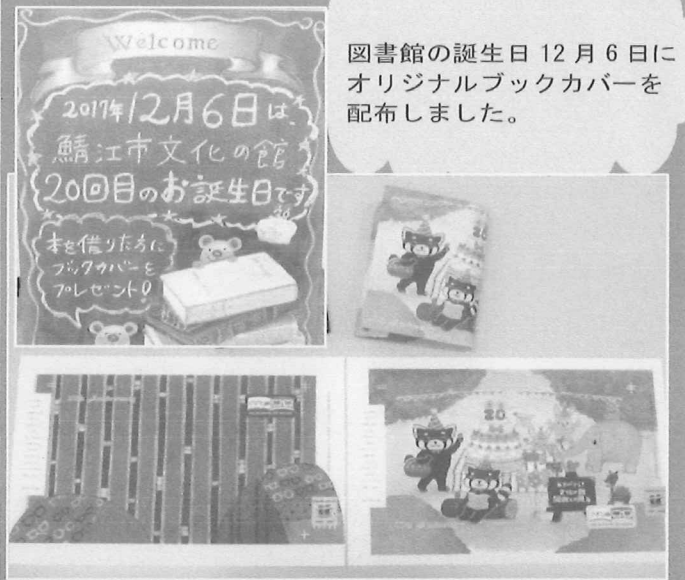 図書館の誕生日12月6日に
オリジナルブックカバーを
配布しました。
Welcome
2017年12月6日は、
鯖江市文化の館
20回目のお誕生日です
本を借りた方に
ブックカバーを
プレゼント!
20